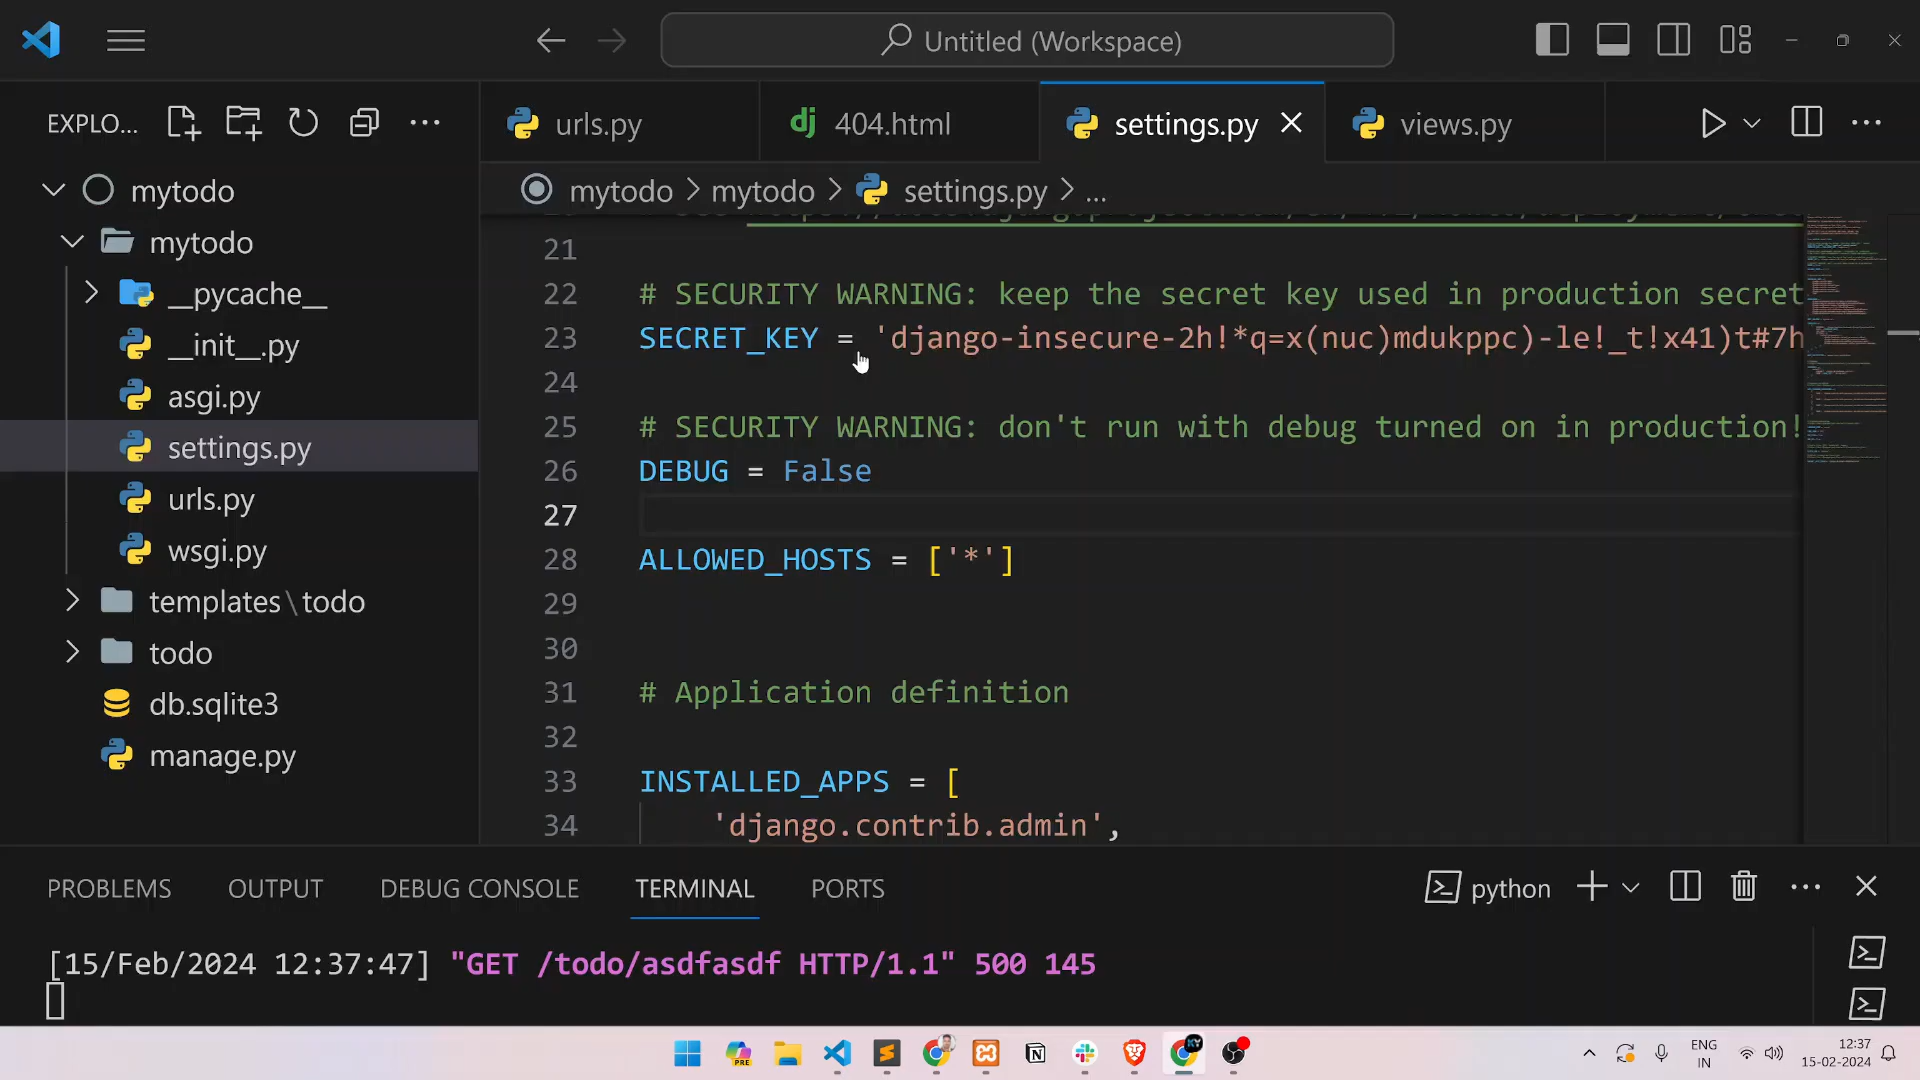 Untitled (Workspace)
EXPLO...
urls.py
404.html
settings.py
views.py
mytodo
mytodo > mytodo > settings.py > ...
mytodo
__pycache__
__init__.py
asgi.py
settings.py
urls.py
wsgi.py
templates\todo
todo
db.sqlite3
manage.py
21
22 # SECURITY WARNING: keep the secret key used in production secret
23 SECRET_KEY = 'django-insecure-2h!*q=x(nuc)mdukppc)-le!_t!x41)t#7h
24
25 # SECURITY WARNING: don't run with debug turned on in production!
26 DEBUG = False
27
28 ALLOWED_HOSTS = ['*']
29
30
31 # Application definition
32
33 INSTALLED_APPS = [
34 'django.contrib.admin',
PROBLEMS OUTPUT DEBUG CONSOLE TERMINAL PORTS
python
[15/Feb/2024 12:37:47] "GET /todo/asdfasdf HTTP/1.1" 500 145
PRE
KY
ENG
IN
12:37
15-02-2024